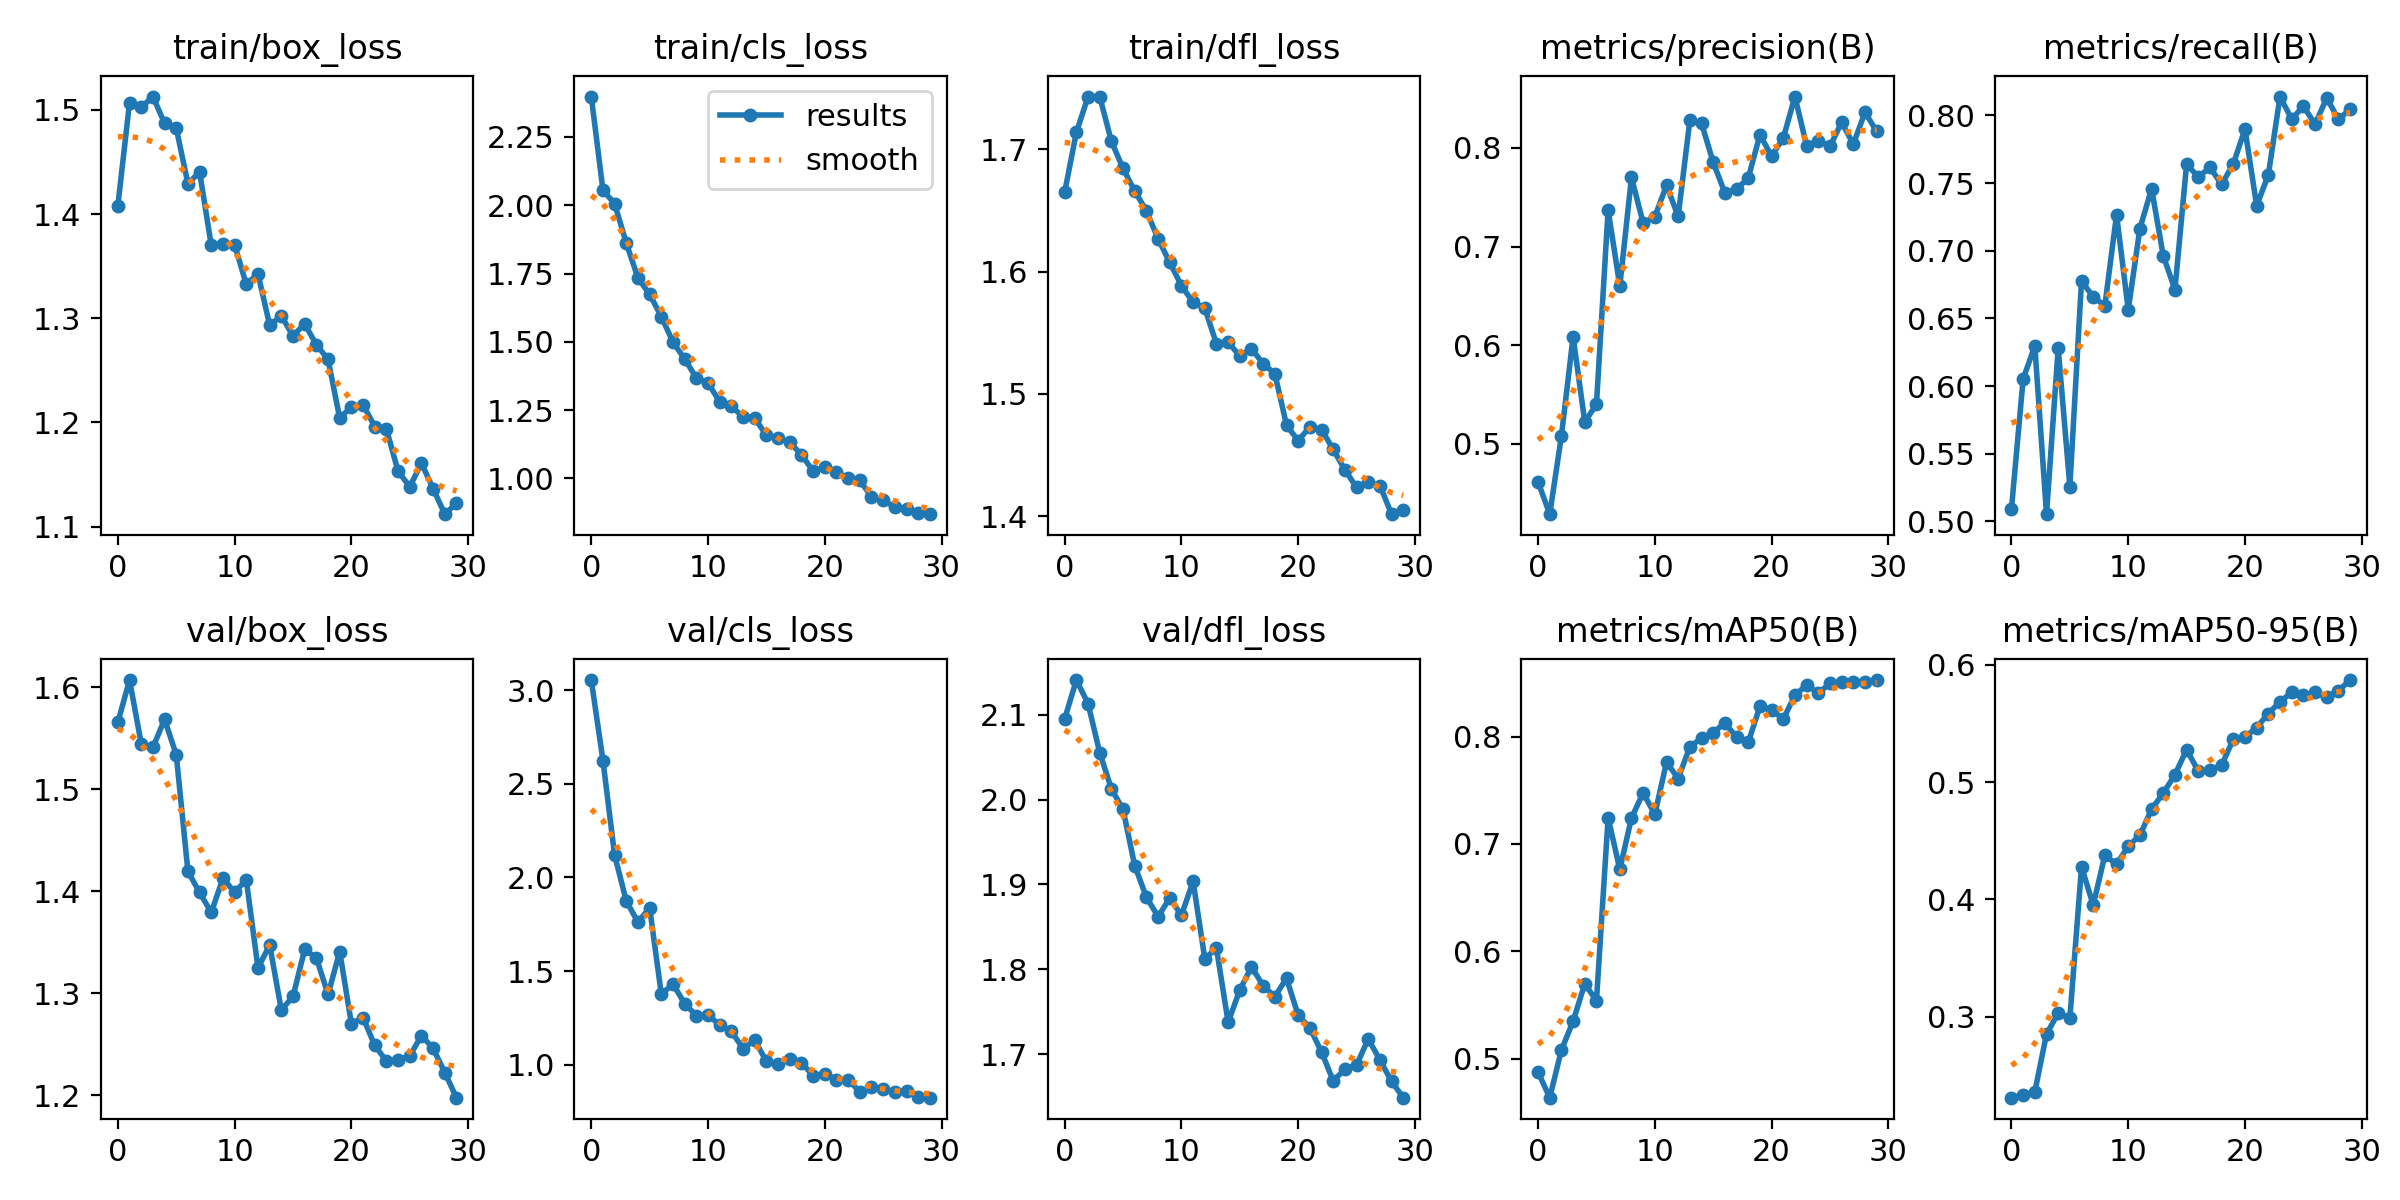 train/box_loss
1.5
1.4
1.3
1.2
1.1
0 10 20 30
train/cls_loss
results
smooth
2.25
2.00
1.75
1.50
1.25
1.00
0 10 20 30
train/dfl_loss
1.7
1.6
1.5
1.4
0 10 20 30
metrics/precision(B)
0.8
0.7
0.6
0.5
0 10 20 30
metrics/recall(B)
0.80
0.75
0.70
0.65
0.60
0.55
0.50
0 10 20 30
val/box_loss
1.6
1.5
1.4
1.3
1.2
0 10 20 30
val/cls_loss
3.0
2.5
2.0
1.5
1.0
0 10 20 30
val/dfl_loss
2.1
2.0
1.9
1.8
1.7
0 10 20 30
metrics/mAP50(B)
0.8
0.7
0.6
0.5
0 10 20 30
metrics/mAP50-95(B)
0.6
0.5
0.4
0.3
0 10 20 30